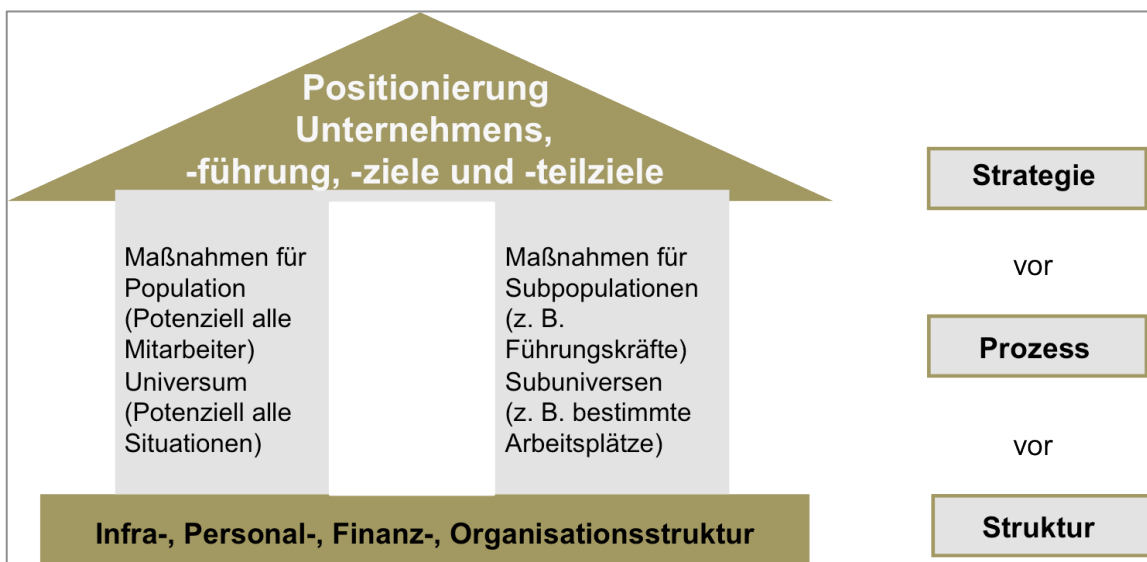 Positionierung
Unternehmens,
-führung, -ziele und -teilziele
Strategie
Maßnahmen für
Population
(Potenziell alle
Mitarbeiter)
Universum
(Potenziell alle
Situationen)
Maßnahmen für
Subpopulationen
(z. B.
Führungskräfte)
Subuniversen
(z. B. bestimmte
Arbeitsplätze)
vor
Prozess
vor
Infra-, Personal-, Finanz-, Organisationsstruktur
Struktur